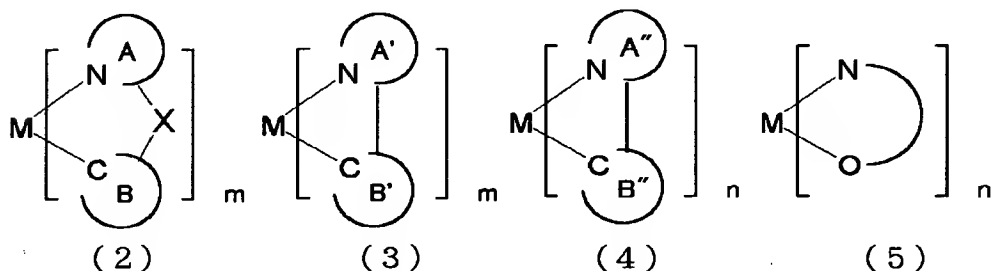 A A' A″
N N N N
M X M M M
C C C O
B B' B″
m m n n
(2) (3) (4) (5)